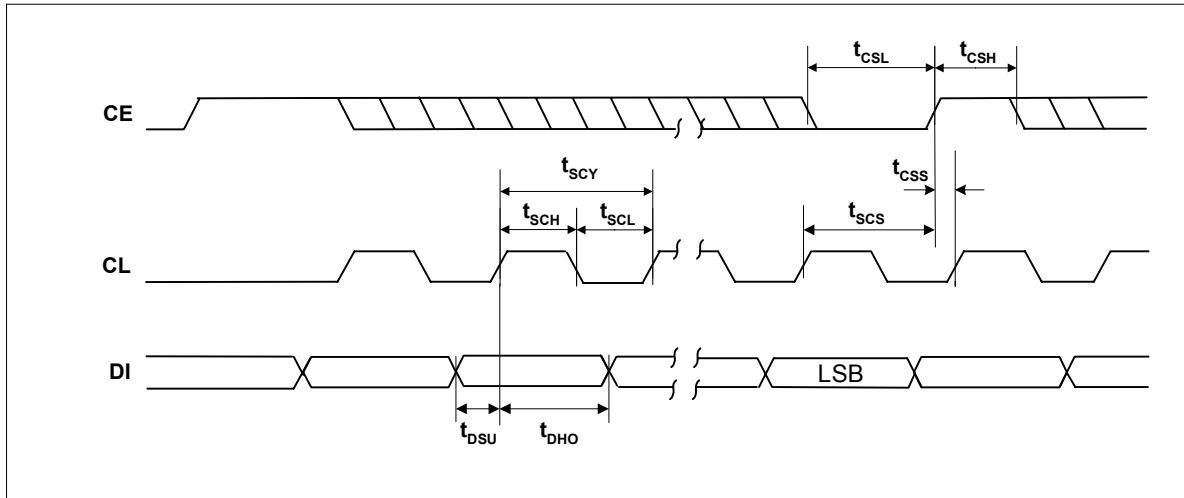 tCSL
tCSH
CE
tSCY
tCSS
tSCH
tSCL
tSCS
CL
DI
LSB
tDSU
tDHO